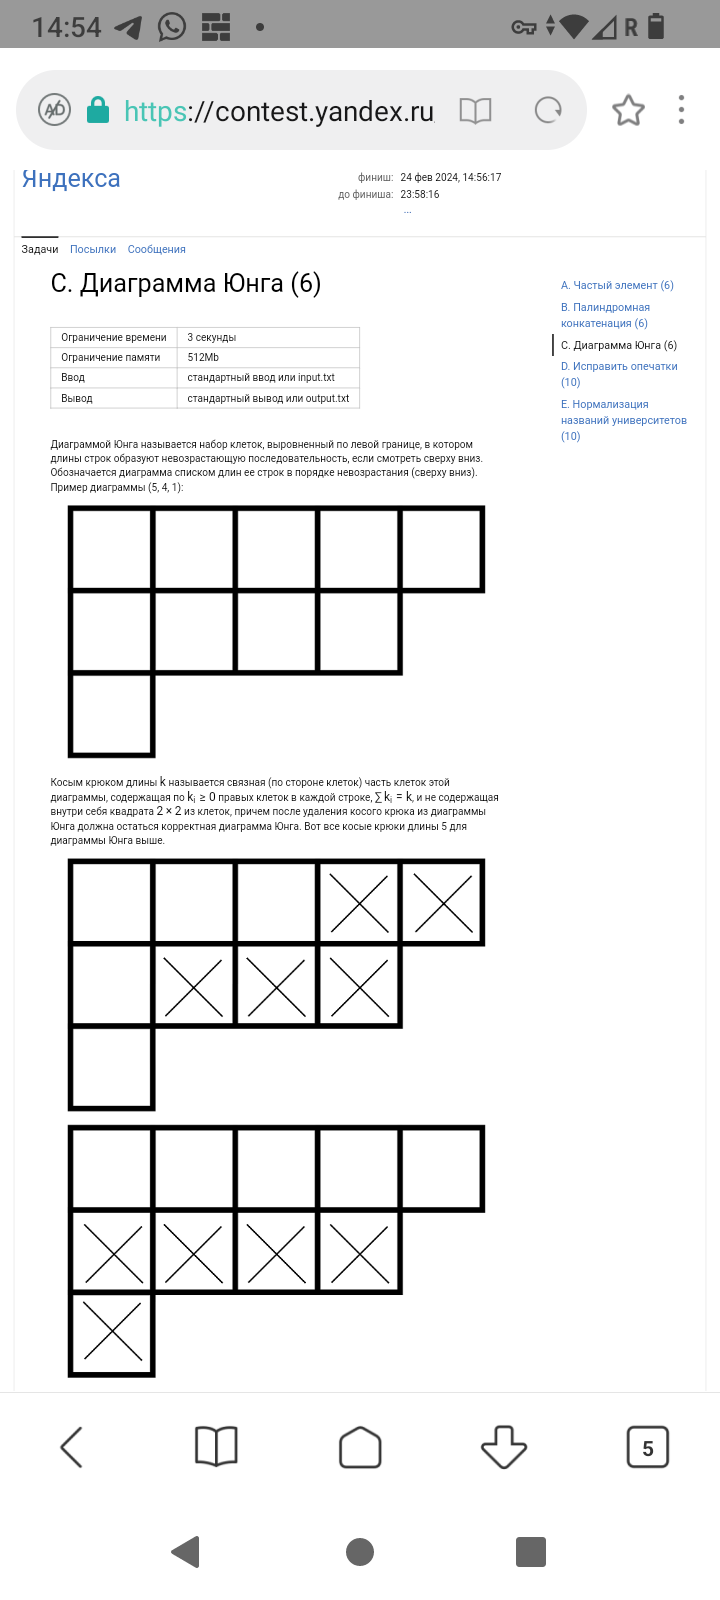 14:54
R
https://contest.yandex.ru
Яндекса
финиш: 24 фев 2024, 14:56:17
до финиша: 23:58:16
...
Задачи Посылки Сообщения
C. Диаграмма Юнга (6)
Ограничение времени 3 секунды
Ограничение памяти 512Mb
Ввод стандартный ввод или input.txt
Вывод стандартный вывод или output.txt
A. Частый элемент (6)
B. Палиндромная
конкатенация (6)
C. Диаграмма Юнга (6)
D. Исправить опечатки
(10)
E. Нормализация
названий университетов
(10)
Диаграммой Юнга называется набор клеток, выровненный по левой границе, в котором
длины строк образуют невозрастающую последовательность, если смотреть сверху вниз.
Обозначается диаграмма списком длин ее строк в порядке невозрастания (сверху вниз).
Пример диаграммы (5, 4, 1):
Косым крюком длины k называется связная (по стороне клеток) часть клеток этой
диаграммы, содержащая по kᵢ ≥ 0 правых клеток в каждой строке, ∑ kᵢ = k, и не содержащая
внутри себя квадрата 2 × 2 из клеток, причем после удаления косого крюка из диаграммы
Юнга должна остаться корректная диаграмма Юнга. Вот все косые крюки длины 5 для
диаграммы Юнга выше.
5